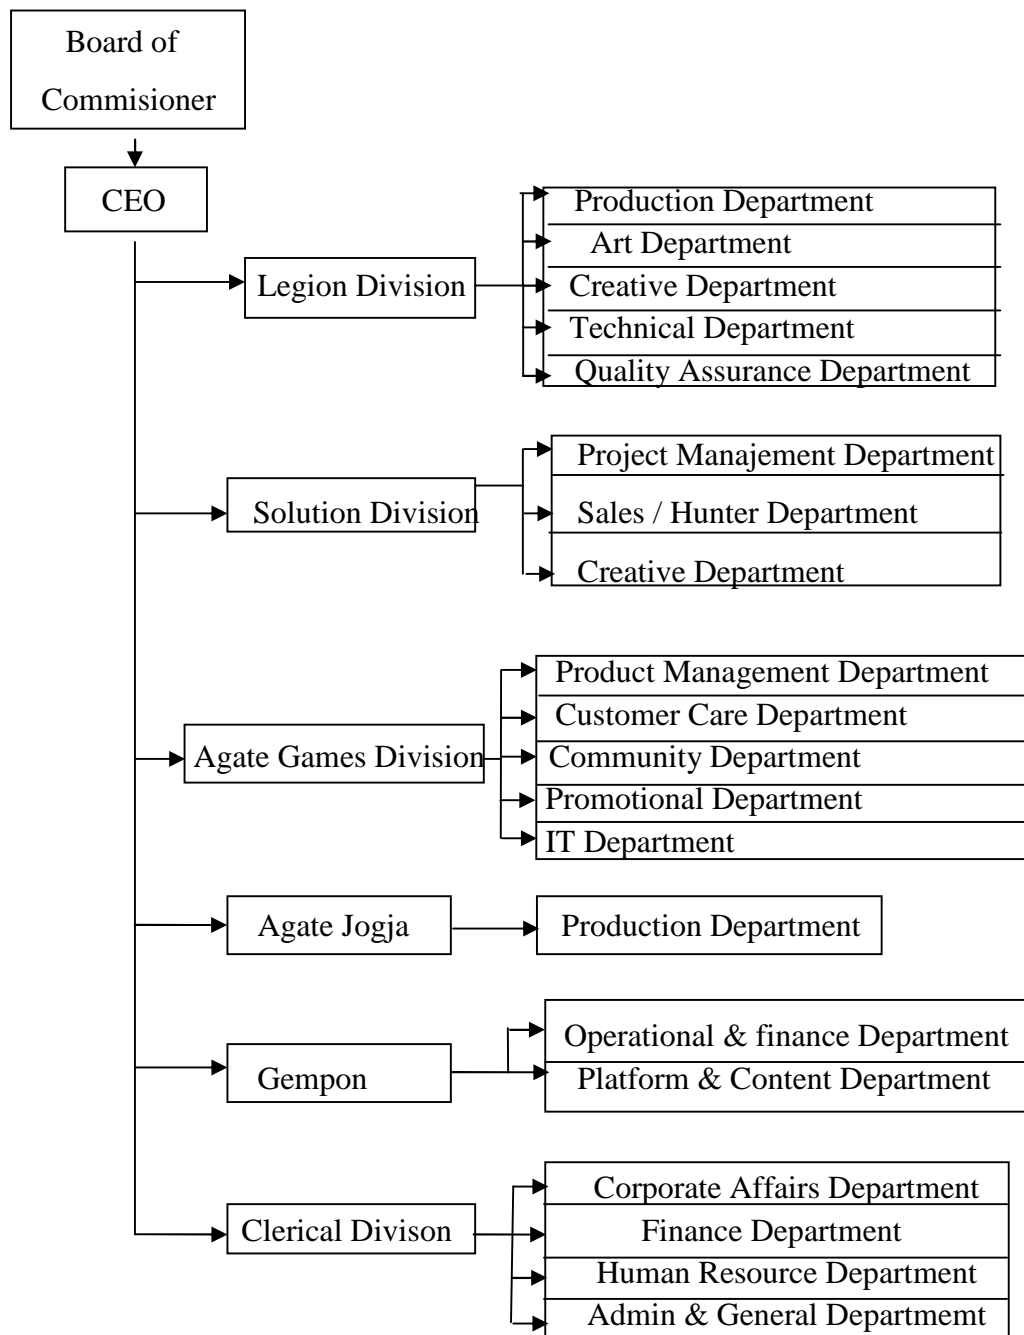 Board of
Commisioner
CEO
Legion Division
Production Department
Art Department
Creative Department
Technical Department
Quality Assurance Department
Solution Division
Project Manajement Department
Sales / Hunter Department
Creative Department
Agate Games Division
Product Management Department
Customer Care Department
Community Department
Promotional Department
IT Department
Agate Jogja
Production Department
Gempon
Operational & finance Department
Platform & Content Department
Clerical Divison
Corporate Affairs Department
Finance Department
Human Resource Department
Admin & General Departmemt